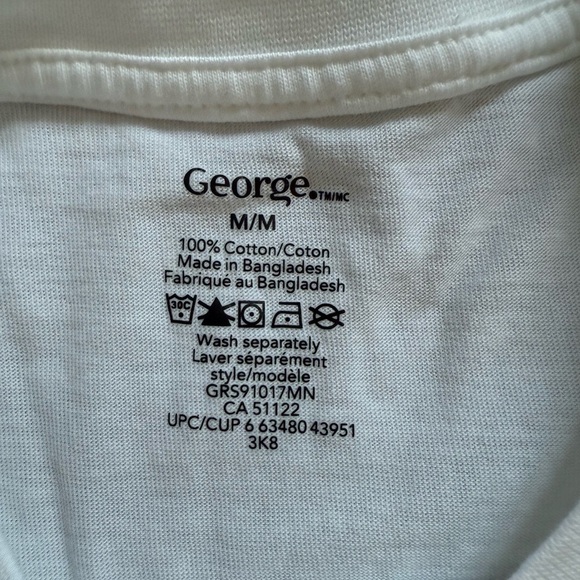 George.TM/MC
M/M
100% Cotton/Coton
Made in Bangladesh
Fabriqué au Bangladesh
30C
Wash separately
Laver séparément
style/modèle
GRS91017MN
CA 51122
UPC/CUP 6 63480 43951
3K8